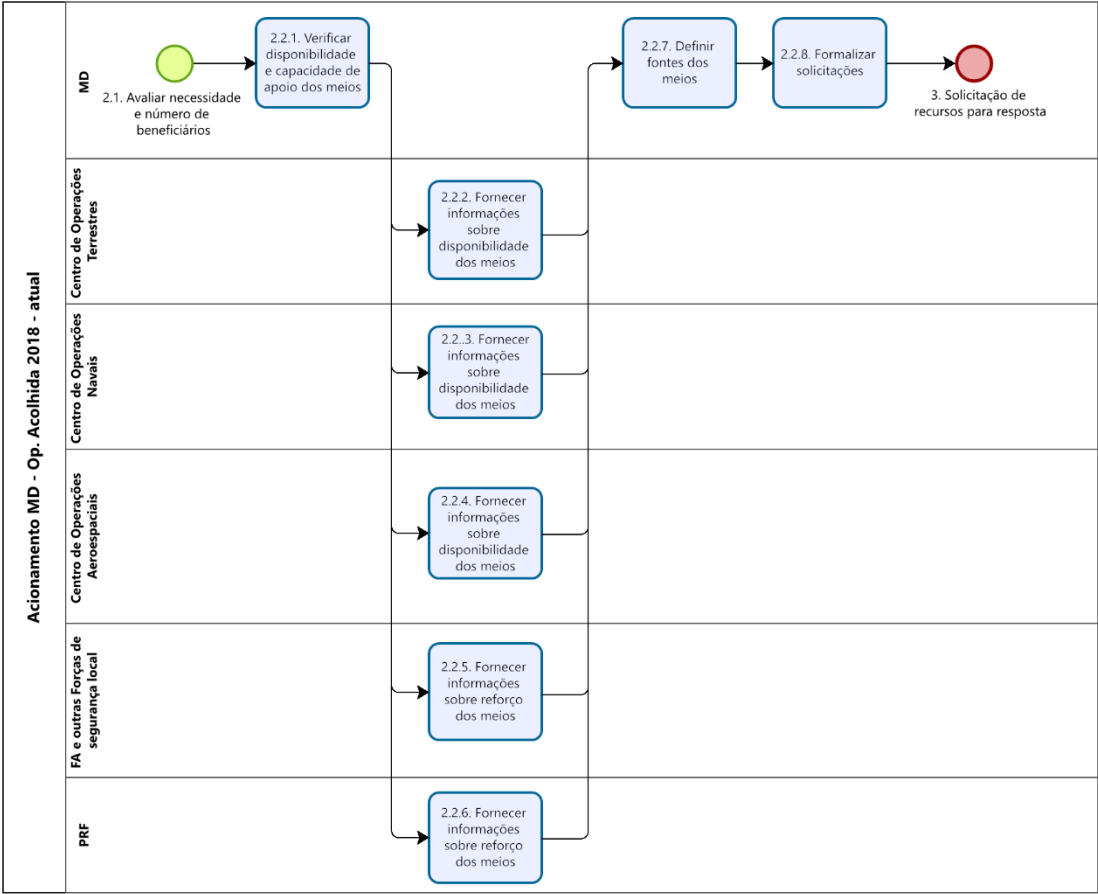 Acionamento MD - Op. Acolhida 2018 - atual
MD
2.1. Avaliar necessidade
e número de
beneficiários
2.2.1. Verificar
disponibilidade
e capacidade de
apoio dos meios
2.2.7. Definir
fontes dos
meios
2.2.8. Formalizar
solicitações
3. Solicitação de
recursos para resposta
Centro de Operações
Terrestres
2.2.2. Fornecer
informações
sobre
disponibilidade
dos meios
Centro de Operações
Navais
2.2..3. Fornecer
informações
sobre
disponibilidade
dos meios
Centro de Operações
Aeroespaciais
2.2.4. Fornecer
informações
sobre
disponibilidade
dos meios
FA e outras Forças de
segurança local
2.2.5. Fornecer
informações
sobre reforço
dos meios
PRF
2.2.6. Fornecer
informações
sobre reforço
dos meios